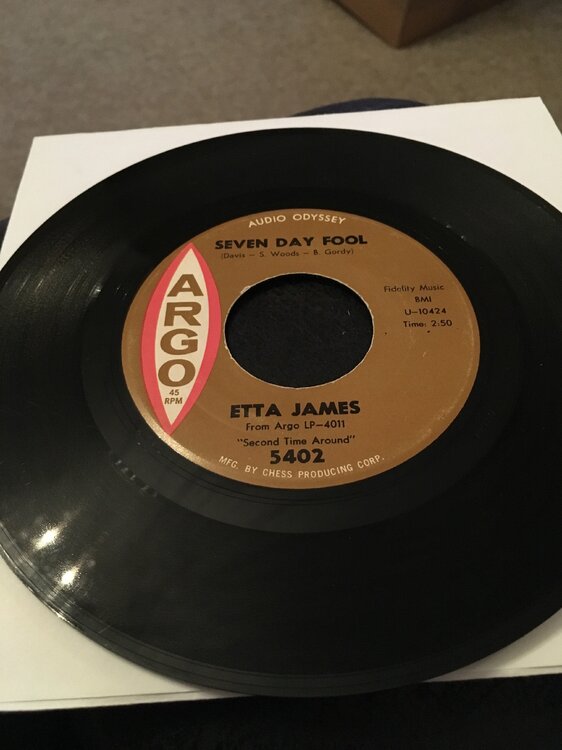 AUDIO ODYSSEY
SEVEN DAY FOOL
(Davis – S. Woods – B. Gordy)
ARGO
45
RPM
Fidelity Music
BMI
U-10424
Time: 2:50
ETTA JAMES
From Argo LP-4011
"Second Time Around"
5402
MFG. BY CHESS PRODUCING CORP.